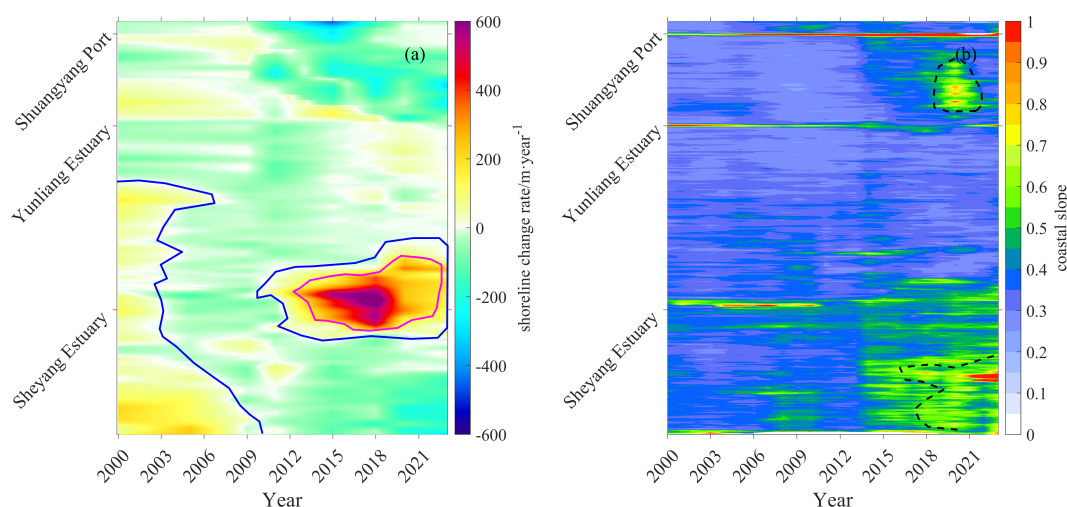 (a)
Shuangyang Port
Yunliang Estuary
Sheyang Estuary
2000
2003
2006
2009
2012
2015
2018
2021
Year
600
400
200
0
-200
-400
-600
shoreline change rate/m·year⁻¹
(b)
Shuangyang Port
Yunliang Estuary
Sheyang Estuary
2000
2003
2006
2009
2012
2015
2018
2021
Year
1
0.9
0.8
0.7
0.6
0.5
0.4
0.3
0.2
0.1
0
coastal slope